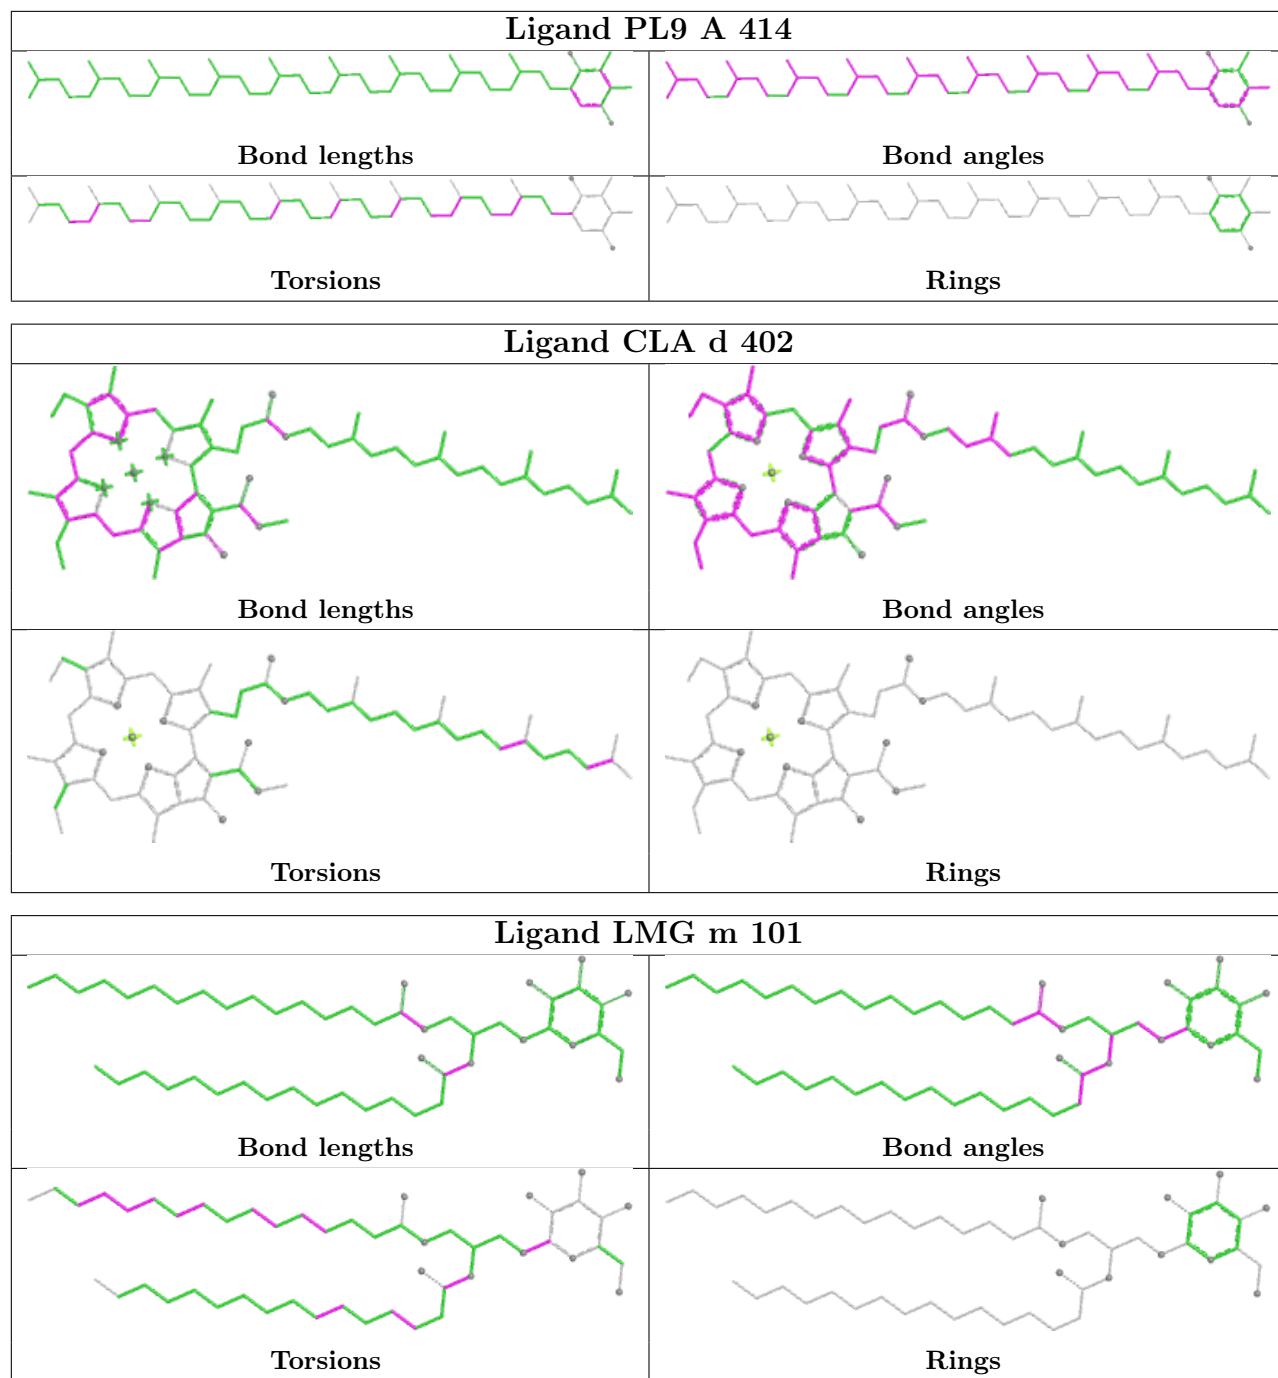 Ligand PL9 A 414
Bond lengths
Bond angles
Torsions
Rings
Ligand CLA d 402
Bond lengths
Bond angles
Torsions
Rings
Ligand LMG m 101
Bond lengths
Bond angles
Torsions
Rings